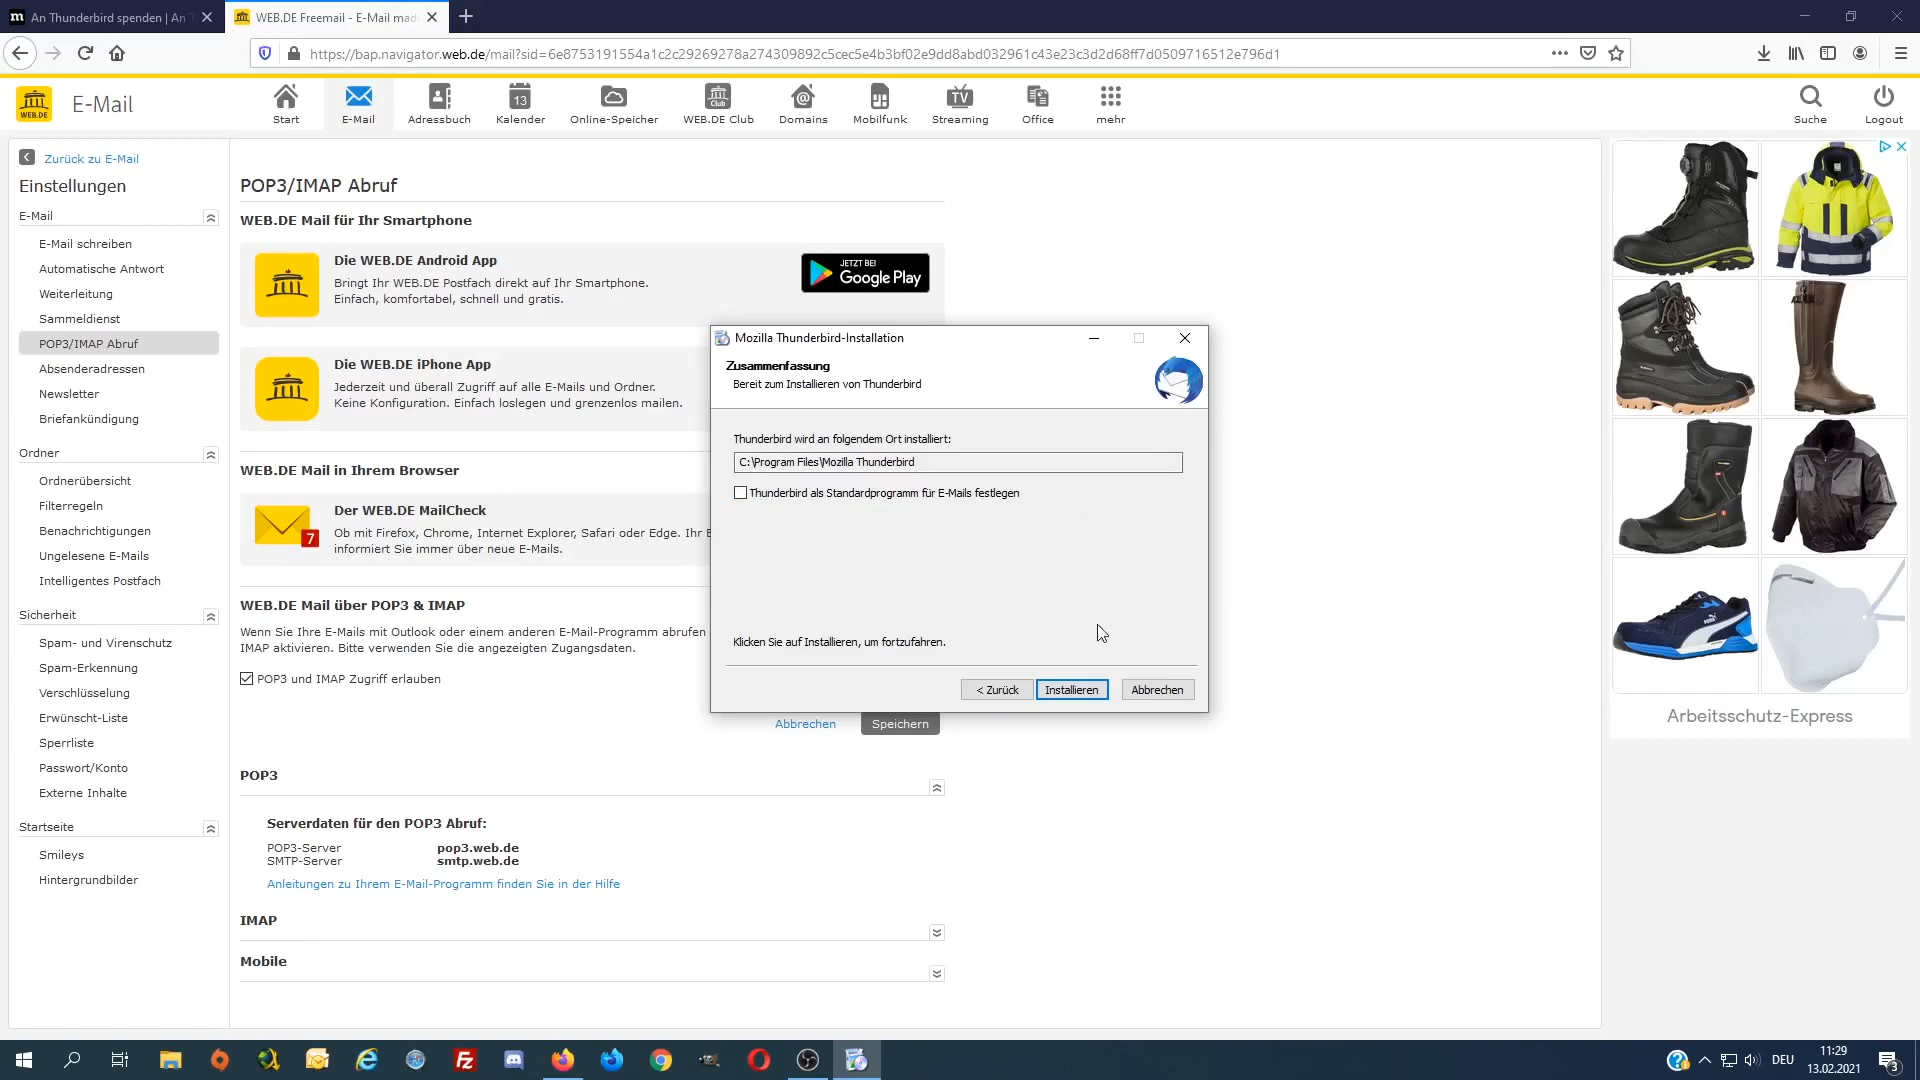 An Thunderbird spenden | An T
WEB.DE Freemail - E-Mail made
https://bap.navigator.web.de/mail?sid=6e8753191554a1c2c29269278a274309892c5cec5e4b3bf02e9dd8abd032961c43e23c3d2d68ff7d0509716512e796d1
WEB.DE
E-Mail
Start
E-Mail
Adressbuch
13
Kalender
Online-Speicher
Club
WEB.DE Club
Domains
Mobilfunk
TV
Streaming
Office
mehr
Suche
Logout
Zurück zu E-Mail
Einstellungen
E-Mail
E-Mail schreiben
Automatische Antwort
Weiterleitung
Sammeldienst
POP3/IMAP Abruf
Absenderadressen
Newsletter
Briefankündigung
Ordner
Ordnerübersicht
Filterregeln
Benachrichtigungen
Ungelesene E-Mails
Intelligentes Postfach
Sicherheit
Spam- und Virenschutz
Spam-Erkennung
Verschlüsselung
Erwünscht-Liste
Sperrliste
Passwort/Konto
Externe Inhalte
Startseite
Smileys
Hintergrundbilder
POP3/IMAP Abruf
WEB.DE Mail für Ihr Smartphone
Die WEB.DE Android App
Bringt Ihr WEB.DE Postfach direkt auf Ihr Smartphone.
Einfach, komfortabel, schnell und gratis.
JETZT BEI
Google Play
Die WEB.DE iPhone App
Jederzeit und überall Zugriff auf alle E-Mails und Ordner.
Keine Konfiguration. Einfach loslegen und grenzenlos mailen.
WEB.DE Mail in Ihrem Browser
7
Der WEB.DE MailCheck
Ob mit Firefox, Chrome, Internet Explorer, Safari oder Edge. Ihr
informiert Sie immer über neue E-Mails.
WEB.DE Mail über POP3 & IMAP
Wenn Sie Ihre E-Mails mit Outlook oder einem anderen E-Mail-Programm abrufen
IMAP aktivieren. Bitte verwenden Sie die angezeigten Zugangsdaten.
POP3 und IMAP Zugriff erlauben
Abbrechen
Speichern
POP3
Serverdaten für den POP3 Abruf:
POP3-Server pop3.web.de
SMTP-Server smtp.web.de
Anleitungen zu Ihrem E-Mail-Programm finden Sie in der Hilfe
IMAP
Mobile
Mozilla Thunderbird-Installation
Zusammenfassung
Bereit zum Installieren von Thunderbird
Thunderbird wird an folgendem Ort installiert:
C:\Program Files\Mozilla Thunderbird
Thunderbird als Standardprogramm für E-Mails festlegen
Klicken Sie auf Installieren, um fortzufahren.
< Zurück
Installieren
Abbrechen
PUMA
Arbeitsschutz-Express
DEU
11:29
13.02.2021
3